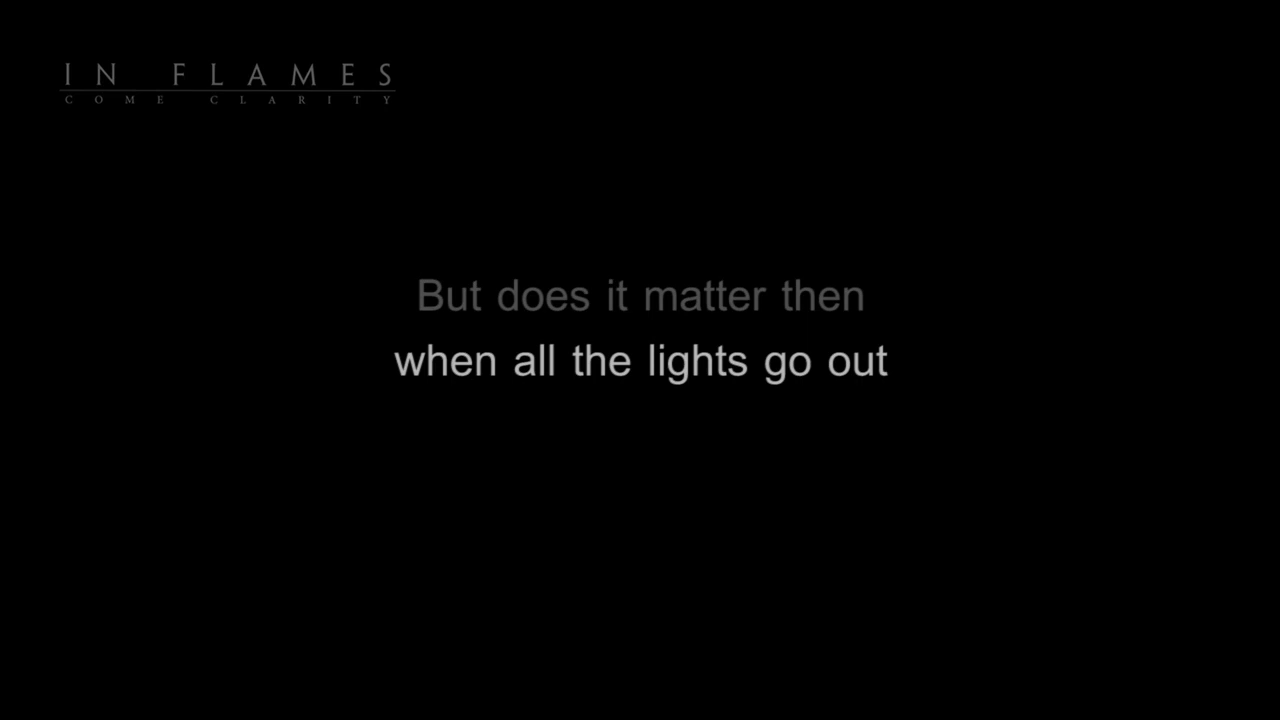 IN FLAMES
COME CLARITY
But does it matter then
when all the lights go out